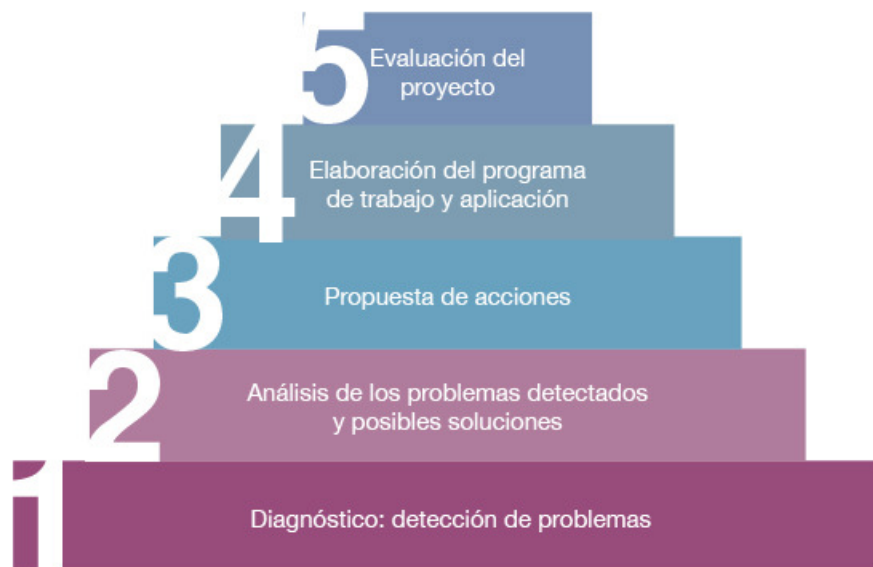 5
Evaluación del
proyecto
4
Elaboración del programa
de trabajo y aplicación
3
Propuesta de acciones
2
Análisis de los problemas detectados
y posibles soluciones
1
Diagnóstico: detección de problemas